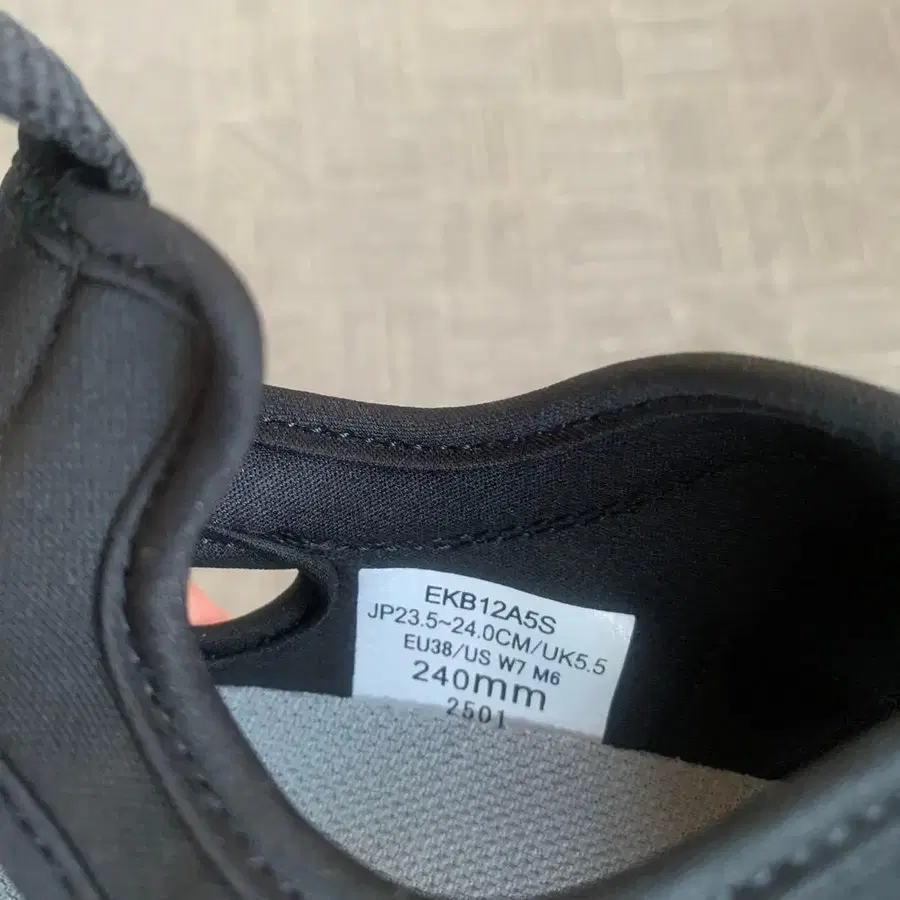 EKB12A5S
JP23.5~24.0CM/UK5.5
EU38/US W7 M6
240mm
2501